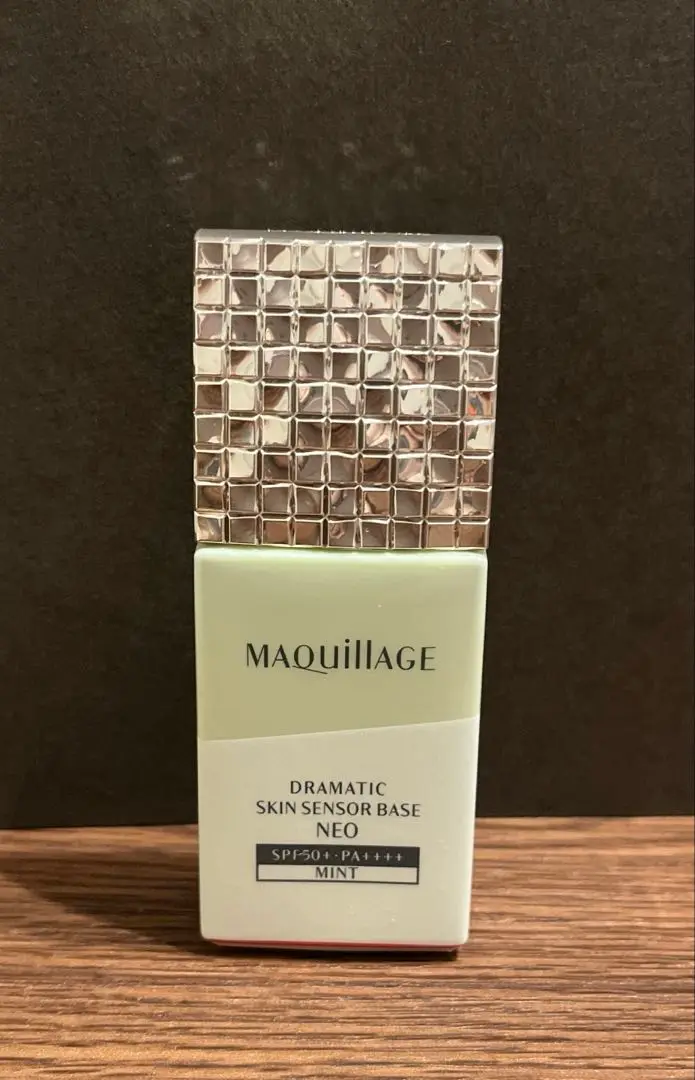 MAQuillAGE
DRAMATIC
SKIN SENSOR BASE
NEO
SPF50+・PA++++
MINT